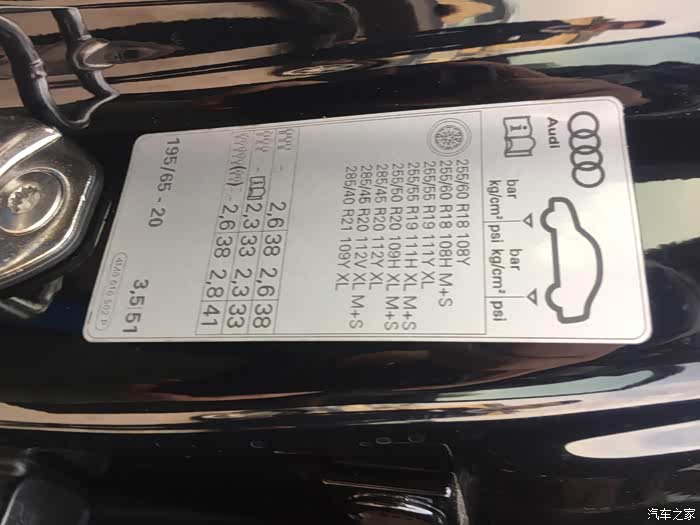 Audi
bar
kg/cm² psi
bar
kg/cm² psi
255/60 R18 108Y
255/60 R18 108H M+S
255/55 R19 111Y XL
255/55 R19 111H XL M+S
255/50 R20 109H XL M+S
285/45 R20 112Y XL
285/45 R20 112V XL M+S
285/40 R21 109Y XL
- 2,6 38 2,6 38
- 2,3 33 2,3 33
- 2,6 38 2,8 41
195/65 - 20 3,5 51
汽车之家